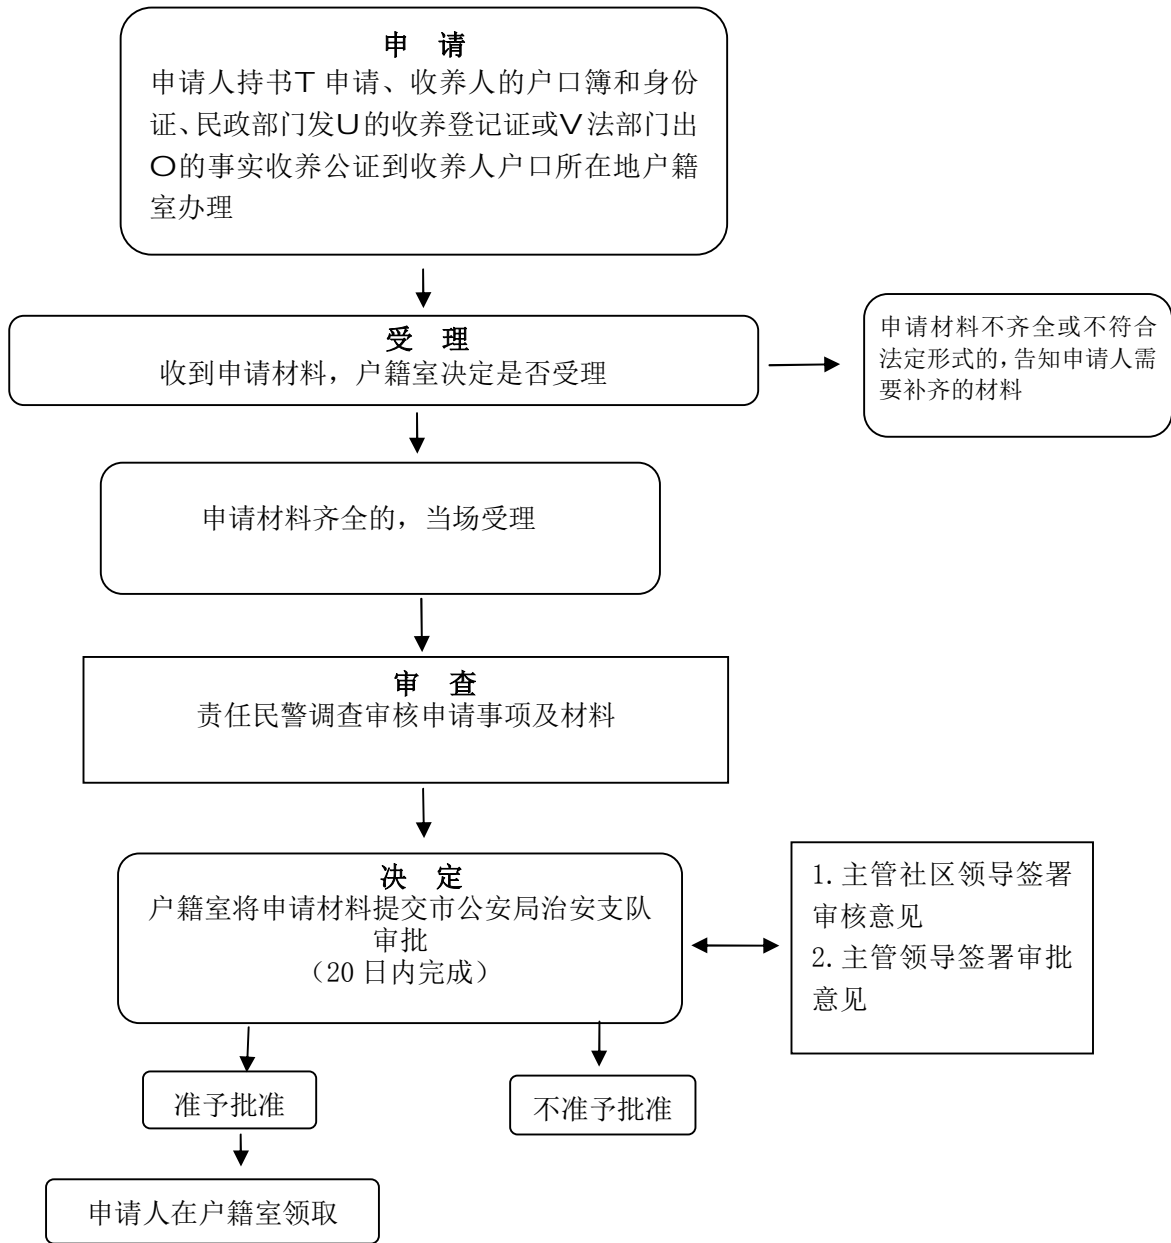 申 请
申请人持书T 申请、收养人的户口簿和身份
证、民政部门发U的收养登记证或V法部门出
O的事实收养公证到收养人户口所在地户籍
室办理
受 理
收到申请材料，户籍室决定是否受理
申请材料不齐全或不符合
法定形式的，告知申请人需
要补齐的材料
申请材料齐全的，当场受理
审 查
责任民警调查审核申请事项及材料
决 定
户籍室将申请材料提交市公安局治安支队
审批
（20 日内完成）
1.主管社区领导签署
审核意见
2.主管领导签署审批
意见
准予批准
不准予批准
申请人在户籍室领取